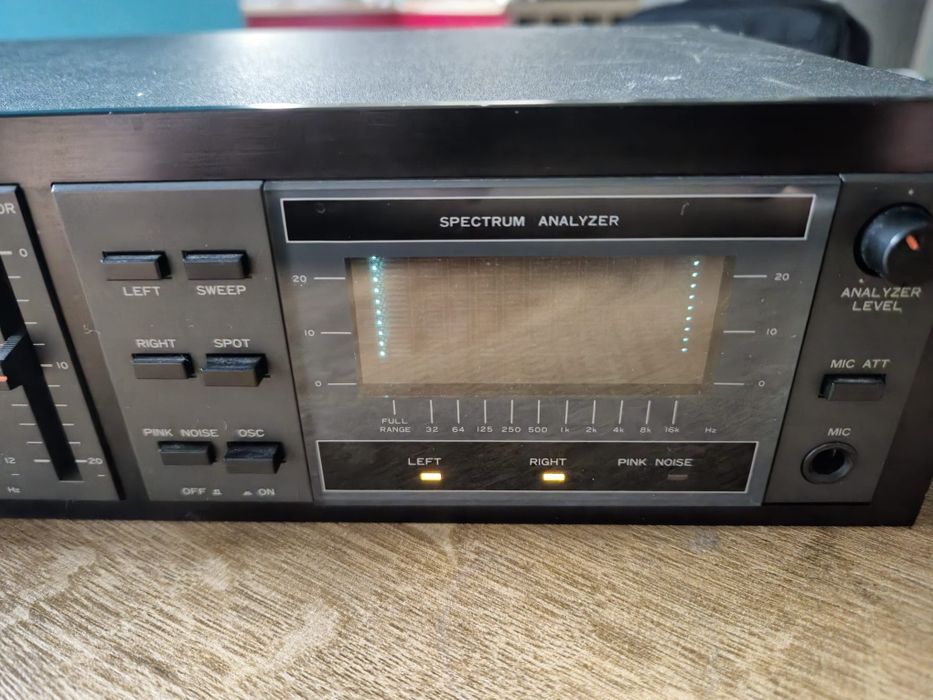 OR
0
10
12
20
Hz
LEFT SWEEP
RIGHT SPOT
PINK NOISE OSC
OFF ON
SPECTRUM ANALYZER
20 20
10 10
0 0
FULL
RANGE 32 64 125 250 500 1k 2k 4k 8k 16k Hz
LEFT RIGHT PINK NOISE
ANALYZER
LEVEL
MIC ATT
MIC